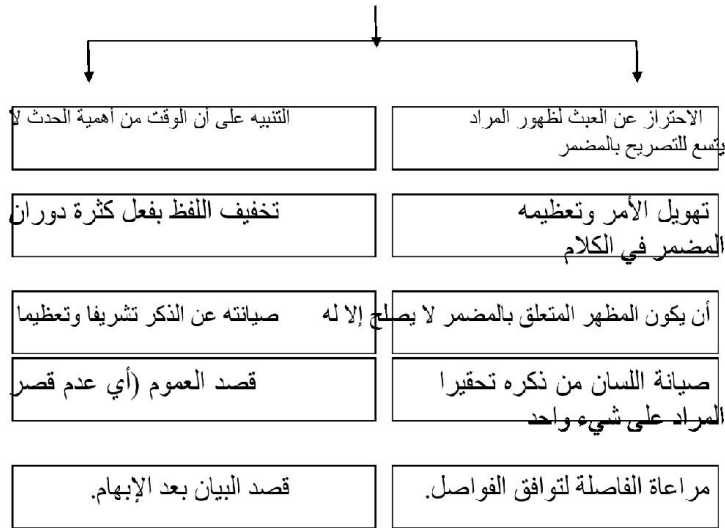 الاحتراز عن العبث لظهور المراد التنبيه على أن الوقت من أهمية الحدث لا
يتسع للتصريح بالمضمر
تهويل الأمر وتعظيمه تخفيف اللفظ بفعل كثرة دوران
المضمر في الكلام
أن يكون المظهر المتعلق بالمضمر لا يصلح إلا له صيانته عن الذكر تشريفا وتعظيما
صيانة اللسان من ذكره تحقيرا قصد العموم (أي عدم قصر
المراد على شيء واحد
مراعاة الفاصلة لتوافق الفواصل. قصد البيان بعد الإبهام.